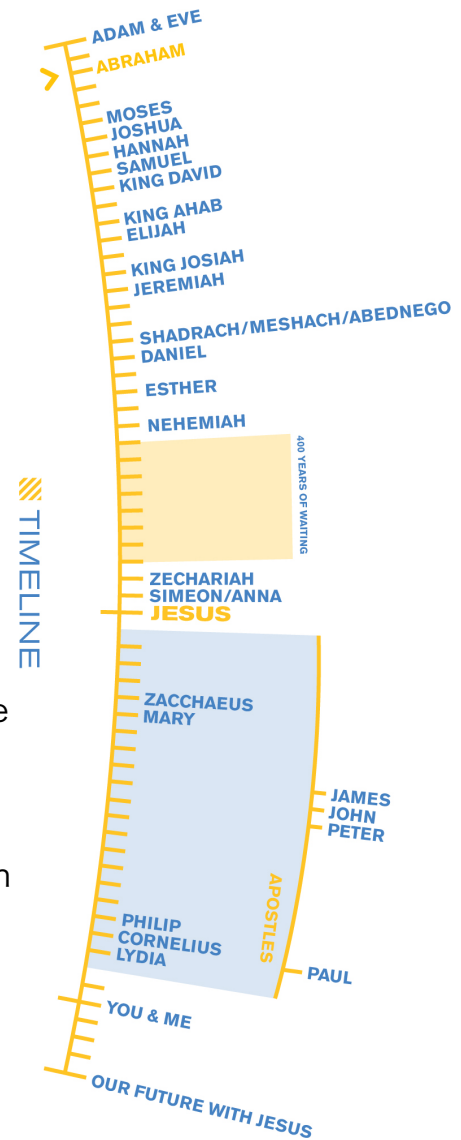 ADAM & EVE
ABRAHAM
MOSES
JOSHUA
HANNAH
SAMUEL
KING DAVID
KING AHAB
ELIJAH
KING JOSIAH
JEREMIAH
SHADRACH/MESHACH/ABEDNEGO
DANIEL
ESTHER
NEHEMIAH
400 YEARS OF WAITING
TIMELINE
ZECHARIAH
SIMEON/ANNA
JESUS
e
ZACCHAEUS
MARY
JAMES
JOHN
PETER
APOSTLES
PHILIP
CORNELIUS
LYDIA
PAUL
YOU & ME
OUR FUTURE WITH JESUS